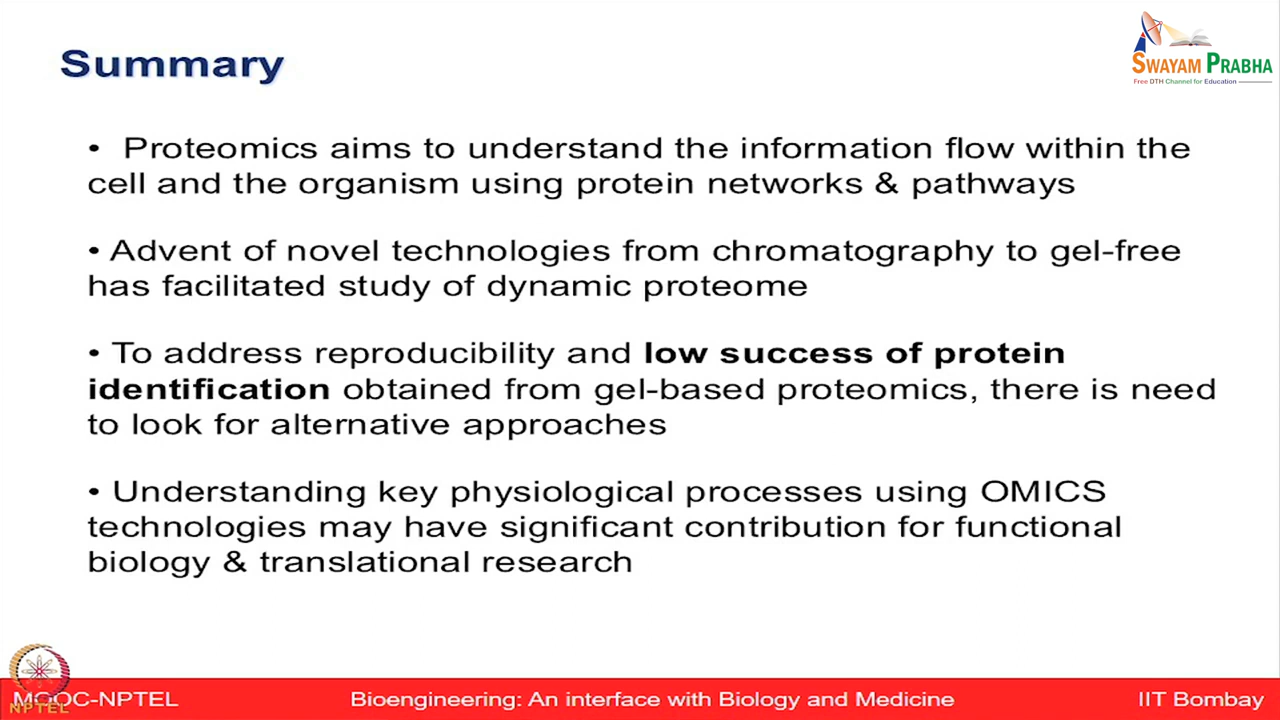 Summary
SWAYAM PRABHA
Free DTH Channel for Education
• Proteomics aims to understand the information flow within the
cell and the organism using protein networks & pathways
• Advent of novel technologies from chromatography to gel-free
has facilitated study of dynamic proteome
• To address reproducibility and low success of protein
identification obtained from gel-based proteomics, there is need
to look for alternative approaches
• Understanding key physiological processes using OMICS
technologies may have significant contribution for functional
biology & translational research
MOOC-NPTEL
NPTEL
Bioengineering: An interface with Biology and Medicine
IIT Bombay